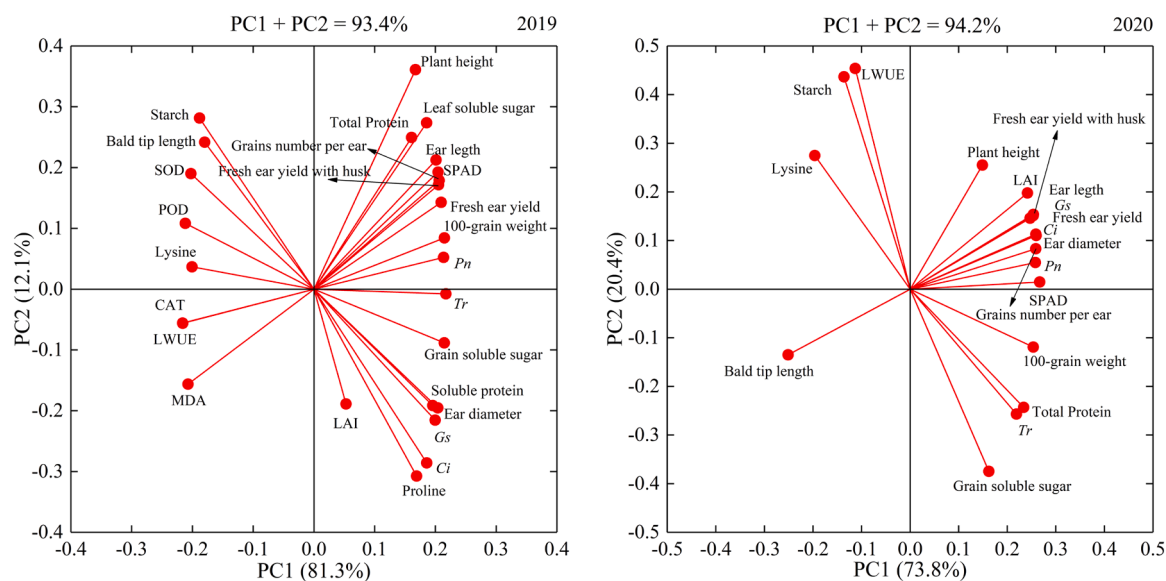 PC1 + PC2 = 93.4%
2019
0.4
0.3
0.2
0.1
0.0
-0.1
-0.2
-0.3
-0.4
PC2 (12.1%)
Plant height
Starch
Leaf soluble sugar
Total Protein
Bald tip length
Grains number per ear
Ear legth
SOD
Fresh ear yield with husk
SPAD
POD
Fresh ear yield
100-grain weight
Lysine
Pn
CAT
Tr
LWUE
Grain soluble sugar
MDA
Soluble protein
LAI
Ear diameter
Gs
Ci
Proline
-0.4 -0.3 -0.2 -0.1 0.0 0.1 0.2 0.3 0.4
PC1 (81.3%)
PC1 + PC2 = 94.2%
2020
0.5
0.4
0.3
0.2
0.1
0.0
-0.1
-0.2
-0.3
-0.4
-0.5
PC2 (20.4%)
LWUE
Starch
Fresh ear yield with husk
Plant height
Lysine
LAI
Ear legth
Gs
Fresh ear yield
Ci
Ear diameter
Pn
SPAD
Grains number per ear
100-grain weight
Bald tip length
Total Protein
Tr
Grain soluble sugar
-0.5 -0.4 -0.3 -0.2 -0.1 0.0 0.1 0.2 0.3 0.4 0.5
PC1 (73.8%)